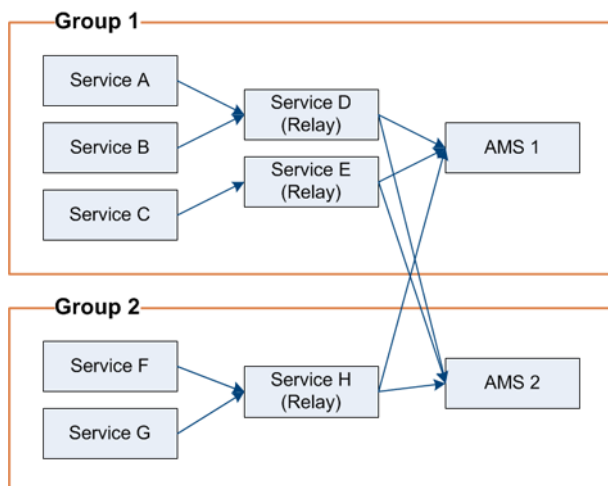 Group 1
Service A
Service B
Service C
Service D
(Relay)
Service E
(Relay)
AMS 1
Group 2
Service F
Service G
Service H
(Relay)
AMS 2